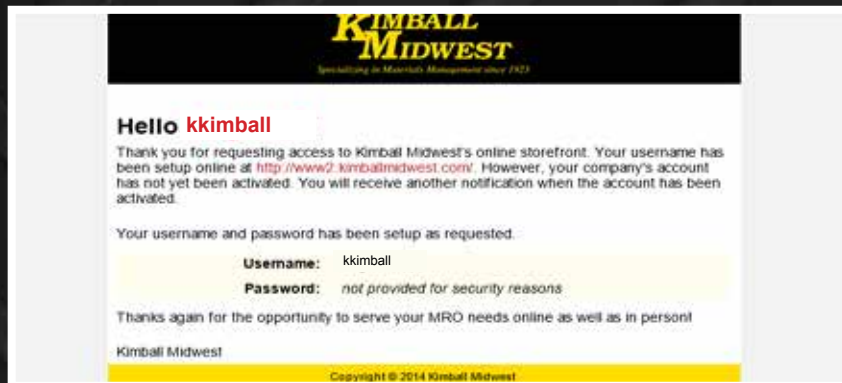 KIMBALL
MIDWEST
Specializing in Materials Management since 1923
Hello kkimball
Thank you for requesting access to Kimball Midwest's online storefront. Your username has
been setup online at http://www2.kimballmidwest.com/. However, your company's account
has not yet been activated. You will receive another notification when the account has been
activated.
Your username and password has been setup as requested.
Username: kkimball
Password: not provided for security reasons
Thanks again for the opportunity to serve your MRO needs online as well as in person!
Kimball Midwest
Copyright © 2014 Kimball Midwest